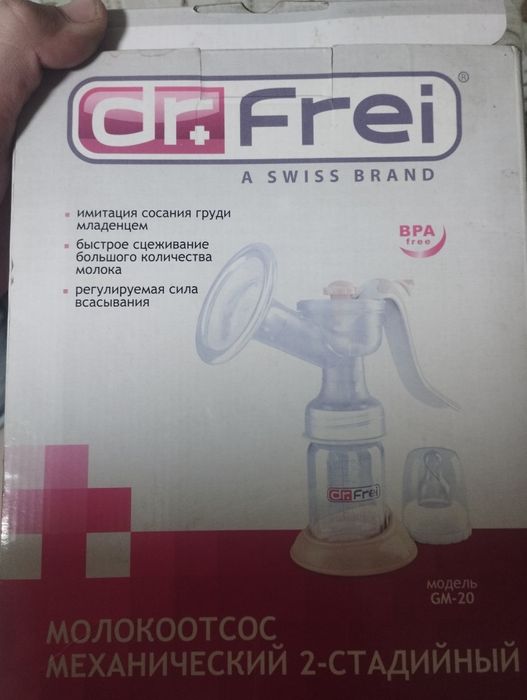 dr.Frei®
A SWISS BRAND
имитация сосания груди
младенцем
быстрое сцеживание
большого количества
молока
регулируемая сила
всасывания
BPA
free
dr.Frei
модель
GM-20
МОЛОКООТСОС
МЕХАНИЧЕСКИЙ 2-СТАДИЙНЫЙ